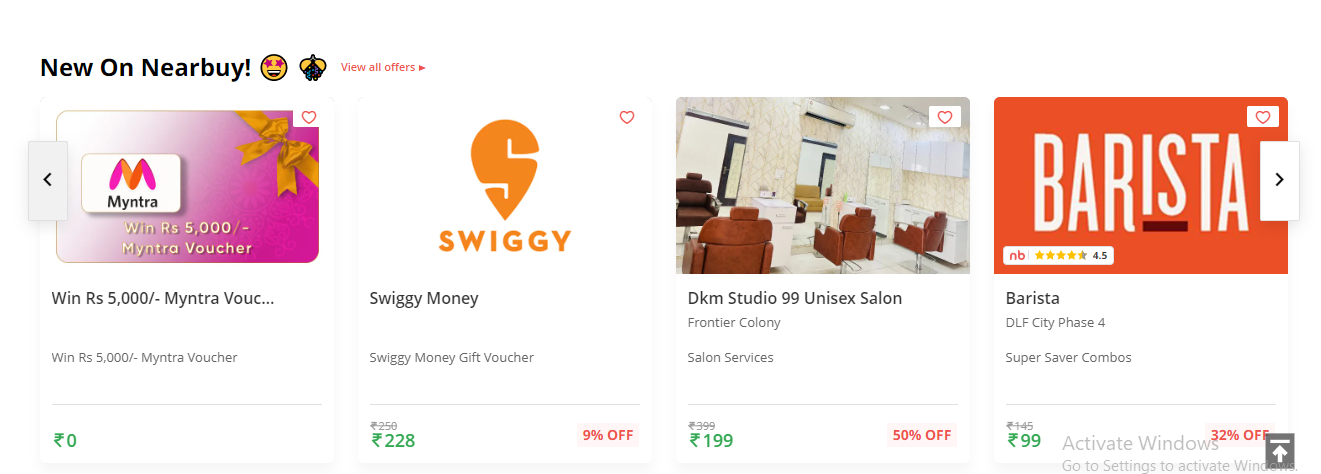 New On Nearbuy!
View all offers ▸
Myntra
Win Rs 5,000/-
Myntra Voucher
Win Rs 5,000/- Myntra Vouc...
Win Rs 5,000/- Myntra Voucher
₹0
SWIGGY
Swiggy Money
Swiggy Money Gift Voucher
₹250
₹228
9% OFF
Dkm Studio 99 Unisex Salon
Frontier Colony
Salon Services
₹399
₹199
50% OFF
BARISTA
nb 4.5
Barista
DLF City Phase 4
Super Saver Combos
₹145
₹99
32% OFF
Activate Windows
Go to Settings to activate Windows.